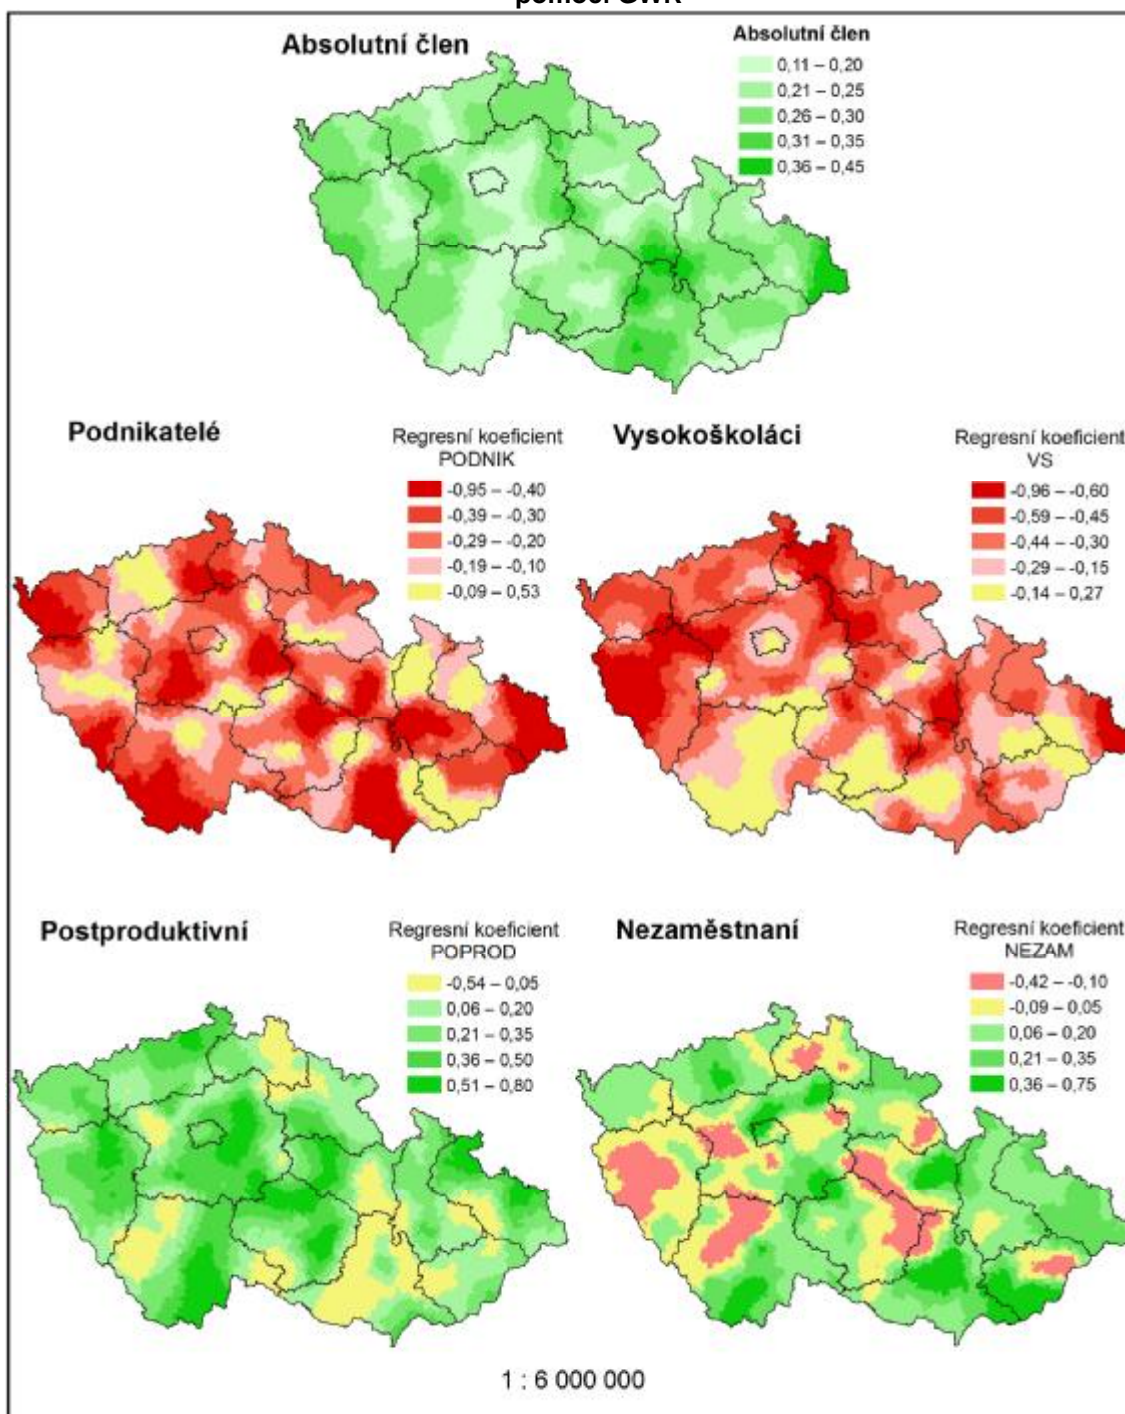 pomocí GWR
Absolutní člen
Absolutní člen
0,11 – 0,20
0,21 – 0,25
0,26 – 0,30
0,31 – 0,35
0,36 – 0,45
Podnikatelé
Regresní koeficient
PODNIK
-0,95 – -0,40
-0,39 – -0,30
-0,29 – -0,20
-0,19 – -0,10
-0,09 – 0,53
Vysokoškoláci
Regresní koeficient
VS
-0,96 – -0,60
-0,59 – -0,45
-0,44 – -0,30
-0,29 – -0,15
-0,14 – 0,27
Postproduktivní
Regresní koeficient
POPROD
-0,54 – 0,05
0,06 – 0,20
0,21 – 0,35
0,36 – 0,50
0,51 – 0,80
Nezaměstnaní
Regresní koeficient
NEZAM
-0,42 – -0,10
-0,09 – 0,05
0,06 – 0,20
0,21 – 0,35
0,36 – 0,75
1 : 6 000 000